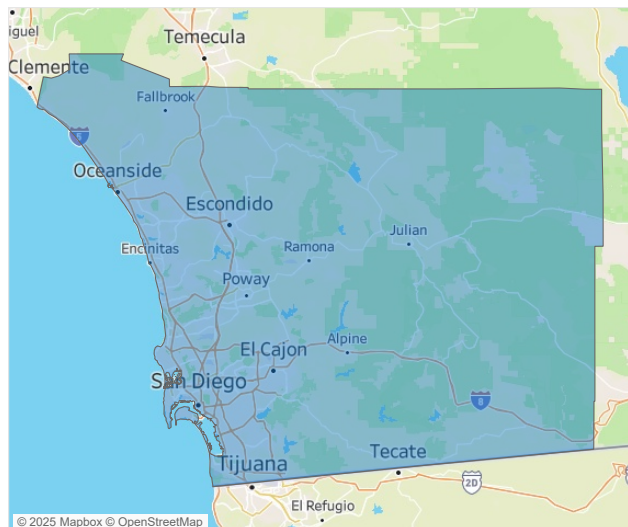 iguel
Temecula
Clemente
Fallbrook
5
Oceanside
Escondido
Julian
Encinitas
Ramona
Poway
Alpine
El Cajon
San Diego
8
Tecate
Tijuana
2D
El Refugio
© 2025 Mapbox © OpenStreetMap